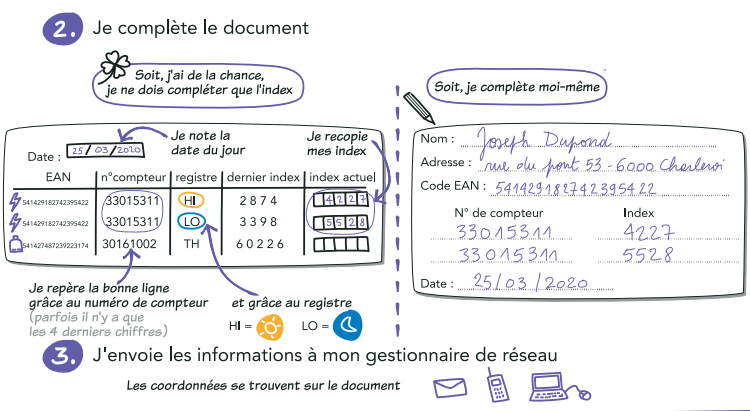 2. Je complète le document
Soit, j'ai de la chance,
je ne dois compléter que l'index
Date : 25/03/2020
Je note la
date du jour
Je recopie
mes index
EAN n°compteur registre dernier index index actuel
541429182742395422 33015311 HI 2874 4227
541429182742395422 33015311 LO 3398 5528
541427487239223174 30161002 TH 60226
Je repère la bonne ligne
grâce au numéro de compteur
(parfois il n'y a que
les 4 derniers chiffres)
et grâce au registre
HI = LO =
Soit, je complète moi-même
Nom : Joseph Dupond
Adresse : rue du pont 53 - 6000 Charleroi
Code EAN : 541429182742395422
N° de compteur Index
33015311 4227
33015311 5528
Date : 25/03/2020
3. J'envoie les informations à mon gestionnaire de réseau
Les coordonnées se trouvent sur le document